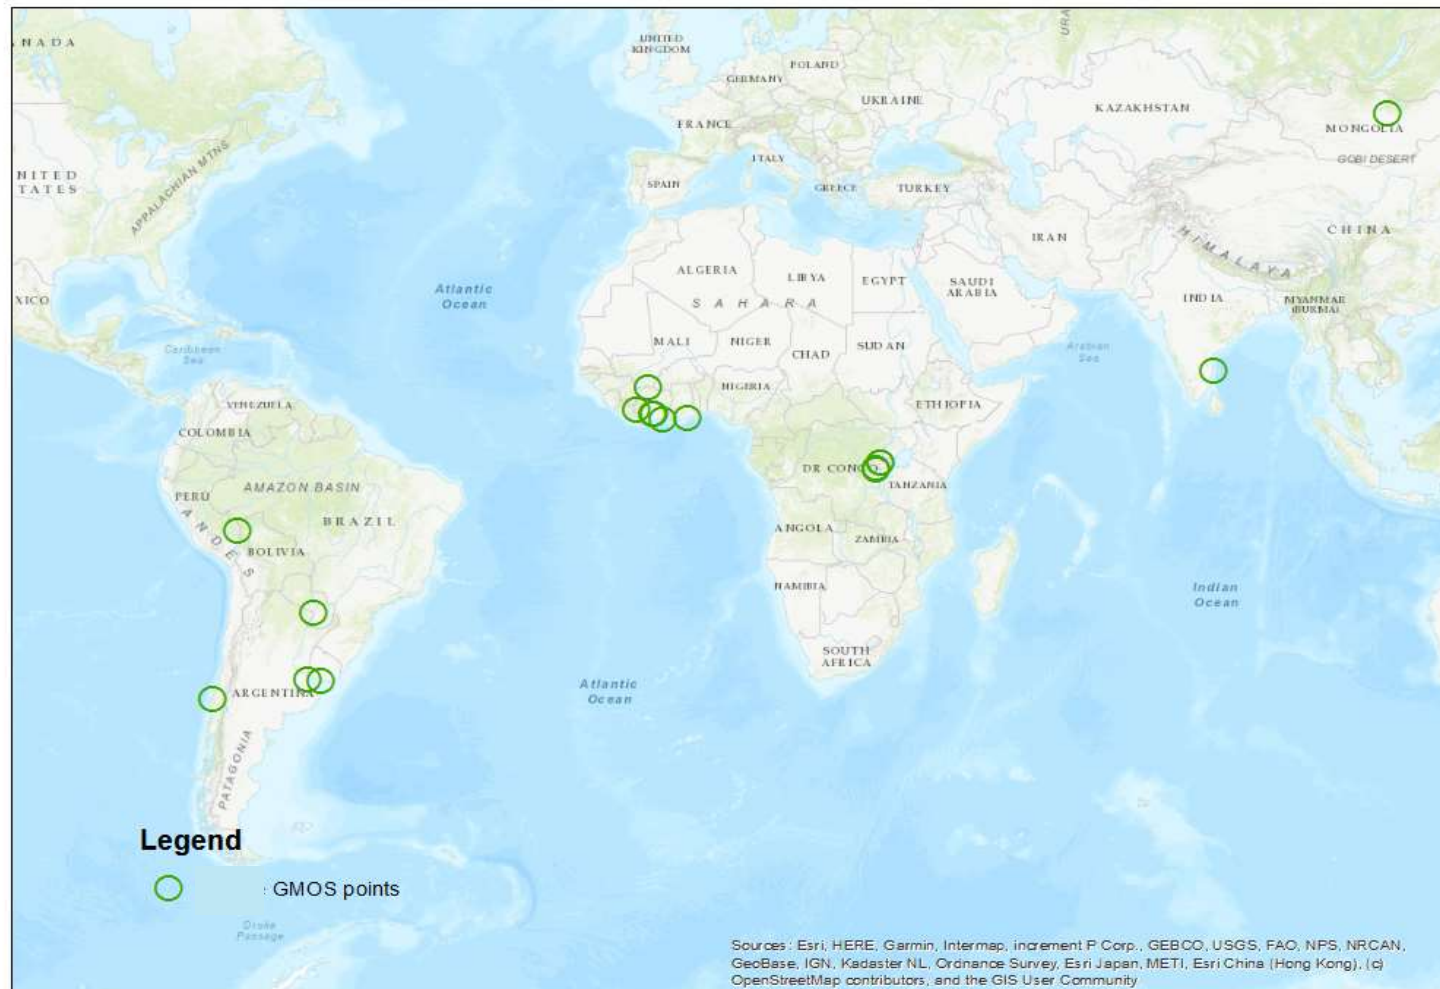 NADA
UNITED
KINGDOM
POLAND
GERMANY
URA
UKRAINE
KAZAKHSTAN
FRANCE
MONGOLIA
ITALY
GOBI DESERT
NITED
TATES
APPALACHIAN MTNS
SPAIN
GREECE
TURKEY
IRAN
CHINA
HIMALAYA
ALGERIA
LIBYA
EGYPT
SAUDI
ARABIA
Atlantic
Ocean
SAHARA
XICO
INDIA
MYANMAR
(BURMA)
Caribbean
Sea
MALI
NIGER
CHAD
SUDAN
Arabian
Sea
NIGERIA
VENEZUELA
ETHIOPIA
COLOMBIA
DR CONGO
TANZANIA
AMAZON BASIN
PERU
BRAZIL
ANDES
BOLIVIA
ANGOLA
ZAMBIA
NAMIBIA
Indian
Ocean
SOUTH
AFRICA
Atlantic
Ocean
ARGENTINA
PATAGONIA
Legend
GMOS points
Drake
Passage
Sources: Esri, HERE, Garmin, Intermap, increment P Corp., GEBCO, USGS, FAO, NPS, NRCAN,
GeoBase, IGN, Kadaster NL, Ordnance Survey, Esri Japan, METI, Esri China (Hong Kong), (c)
OpenStreetMap contributors, and the GIS User Community